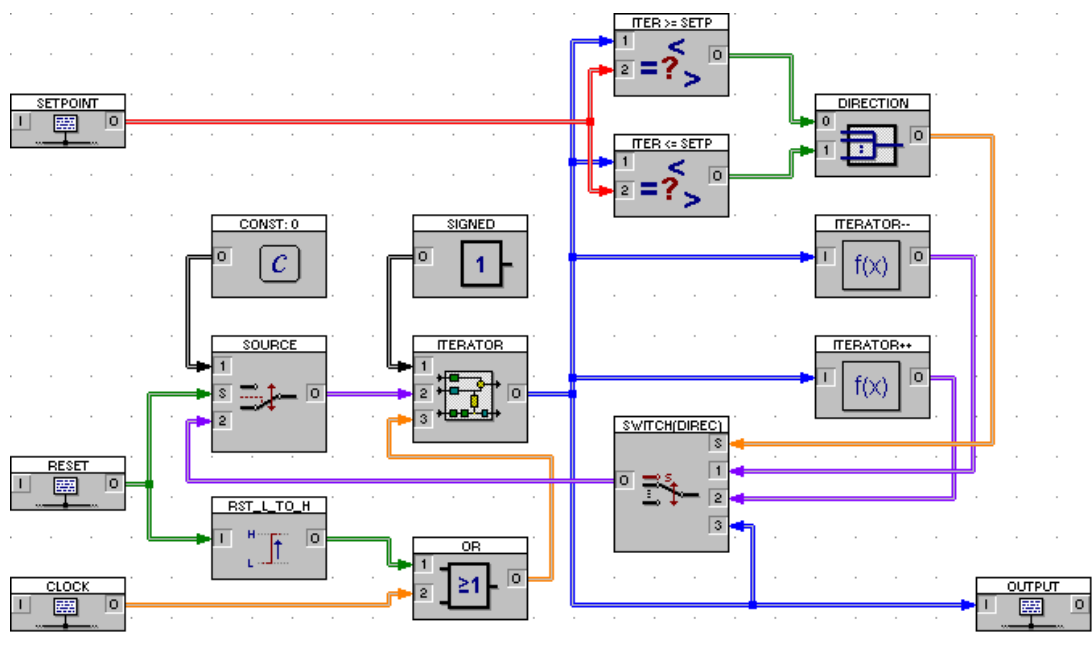 ITER >= SETP
1
O
< = ? >
2
SETPOINT
I
O
DIRECTION
0
O
1
ITER <= SETP
1
O
< = ? >
2
CONST: 0
O
C
SIGNED
O
1
ITERATOR--
I
f(x)
O
SOURCE
1
S
O
2
ITERATOR
1
2
O
3
ITERATOR++
I
f(x)
O
SWITCH(DIREC)
S
S
1
O
2
3
RESET
I
O
RST_L_TO_H
H
I
O
L
OR
1
≥1
O
2
CLOCK
I
O
OUTPUT
I
O